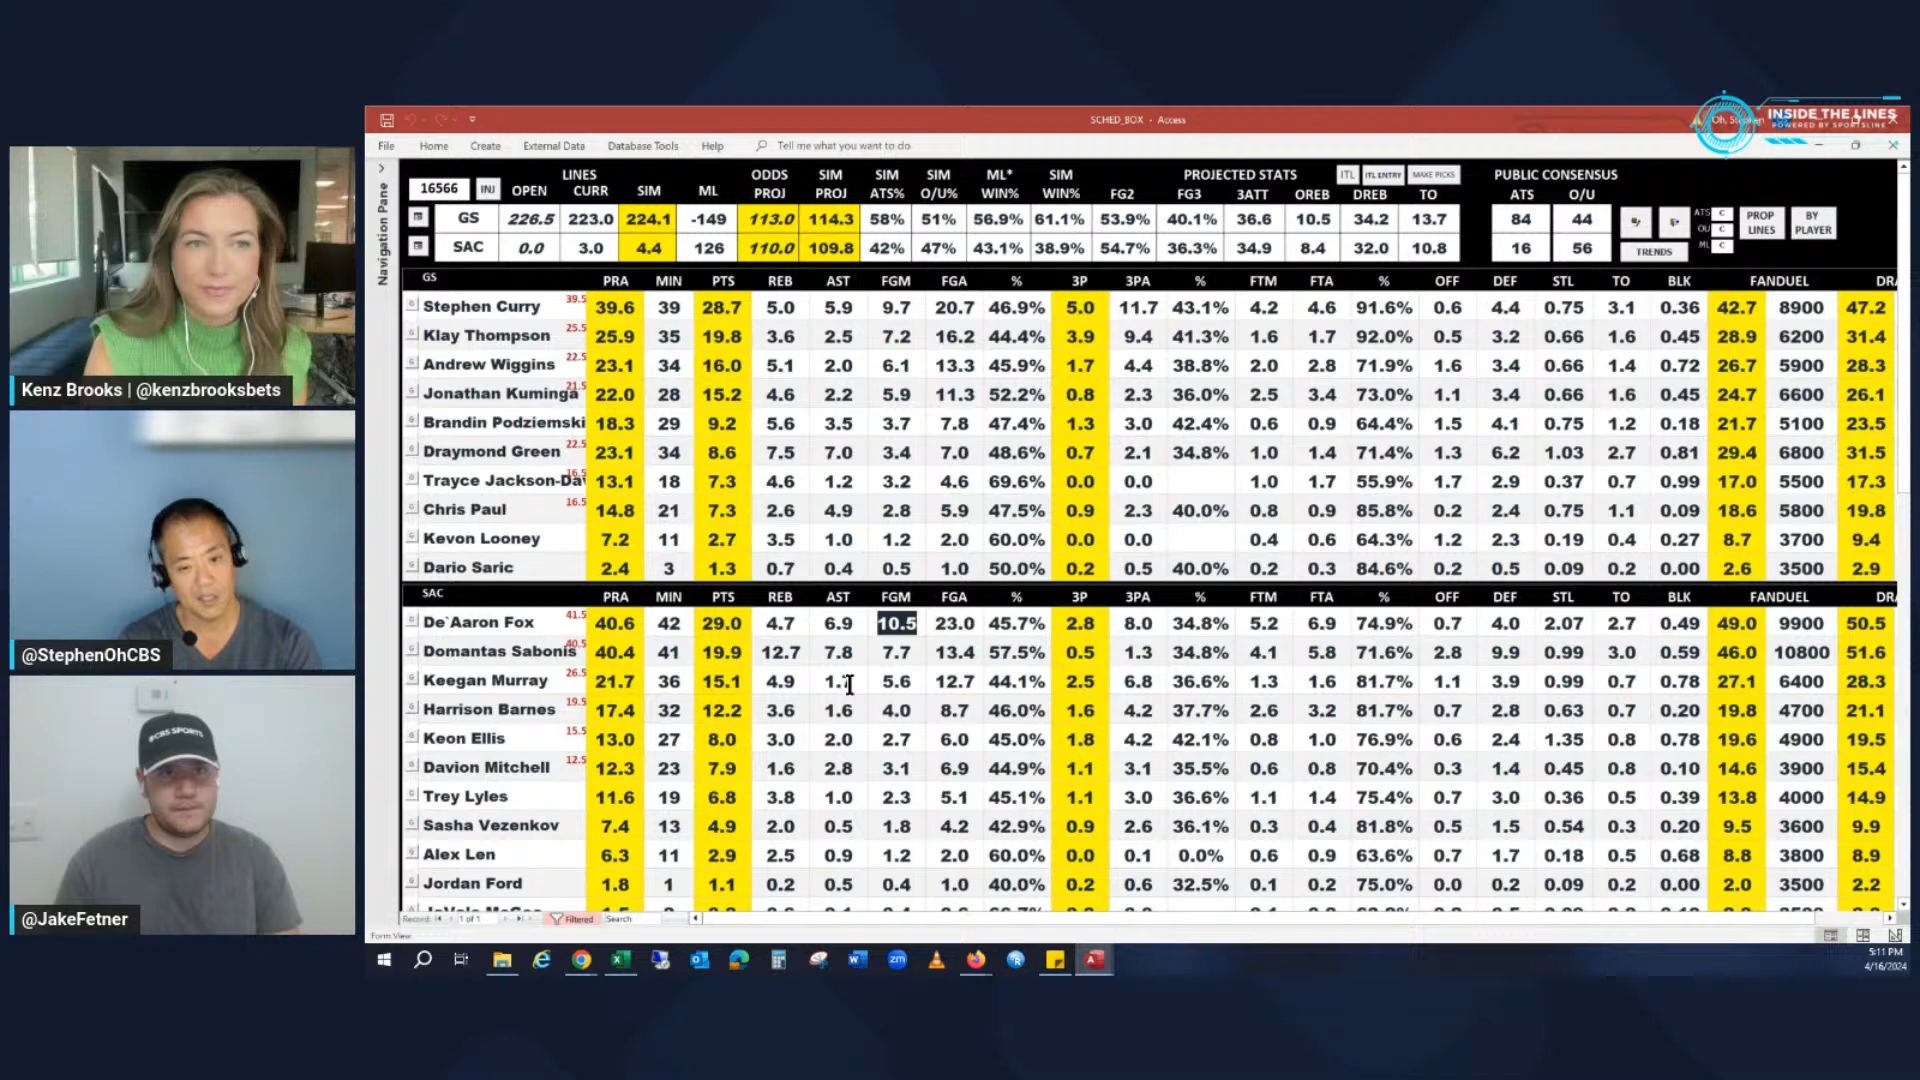 SCHED_BOX - Access
INSIDE THE LINES
POWERED BY SPORTSLINE
File Home Create External Data Database Tools Help Tell me what you want to do
Navigation Pane
16566 INJ
LINES ODDS SIM SIM SIM ML* SIM PROJECTED STATS ITL ITL ENTRY MAKE PICKS PUBLIC CONSENSUS
OPEN CURR SIM ML PROJ PROJ ATS% O/U% WIN% WIN% FG2 FG3 3ATT OREB DREB TO ATS O/U
GS 226.5 223.0 224.1 -149 113.0 114.3 58% 51% 56.9% 61.1% 53.9% 40.1% 36.6 10.5 34.2 13.7 84 44
SAC 0.0 3.0 4.4 126 110.0 109.8 42% 47% 43.1% 38.9% 54.7% 36.3% 34.9 8.4 32.0 10.8 16 56
ATS C
OU C
ML C
PROP LINES
BY PLAYER
TRENDS
GS PRA MIN PTS REB AST FGM FGA % 3P 3PA % FTM FTA % OFF DEF STL TO BLK FANDUEL DRA
Stephen Curry 39.5 39.6 39 28.7 5.0 5.9 9.7 20.7 46.9% 5.0 11.7 43.1% 4.2 4.6 91.6% 0.6 4.4 0.75 3.1 0.36 42.7 8900 47.2
Klay Thompson 25.5 25.9 35 19.8 3.6 2.5 7.2 16.2 44.4% 3.9 9.4 41.3% 1.6 1.7 92.0% 0.5 3.2 0.66 1.6 0.45 28.9 6200 31.4
Andrew Wiggins 22.5 23.1 34 16.0 5.1 2.0 6.1 13.3 45.9% 1.7 4.4 38.8% 2.0 2.8 71.9% 1.6 3.4 0.66 1.4 0.72 26.7 5900 28.3
Jonathan Kuminga 21.5 22.0 28 15.2 4.6 2.2 5.9 11.3 52.2% 0.8 2.3 36.0% 2.5 3.4 73.0% 1.1 3.4 0.66 1.6 0.45 24.7 6600 26.1
Brandin Podziemski 18.3 29 9.2 5.6 3.5 3.7 7.8 47.4% 1.3 3.0 42.4% 0.6 0.9 64.4% 1.5 4.1 0.75 1.2 0.18 21.7 5100 23.5
Draymond Green 22.5 23.1 34 8.6 7.5 7.0 3.4 7.0 48.6% 0.7 2.1 34.8% 1.0 1.4 71.4% 1.3 6.2 1.03 2.7 0.81 29.4 6800 31.5
Trayce Jackson-Da 16.5 13.1 18 7.3 4.6 1.2 3.2 4.6 69.6% 0.0 0.0 1.0 1.7 55.9% 1.7 2.9 0.37 0.7 0.99 17.0 5500 17.3
Chris Paul 16.5 14.8 21 7.3 2.6 4.9 2.8 5.9 47.5% 0.9 2.3 40.0% 0.8 0.9 85.8% 0.2 2.4 0.75 1.1 0.09 18.6 5800 19.8
Kevon Looney 7.2 11 2.7 3.5 1.0 1.2 2.0 60.0% 0.0 0.0 0.4 0.6 64.3% 1.2 2.3 0.19 0.4 0.27 8.7 3700 9.4
Dario Saric 2.4 3 1.3 0.7 0.4 0.5 1.0 50.0% 0.2 0.5 40.0% 0.2 0.3 84.6% 0.2 0.5 0.09 0.2 0.00 2.6 3500 2.9
SAC PRA MIN PTS REB AST FGM FGA % 3P 3PA % FTM FTA % OFF DEF STL TO BLK FANDUEL DRA
De`Aaron Fox 41.5 40.6 42 29.0 4.7 6.9 10.5 23.0 45.7% 2.8 8.0 34.8% 5.2 6.9 74.9% 0.7 4.0 2.07 2.7 0.49 49.0 9900 50.5
Domantas Sabonis 40.5 40.4 41 19.9 12.7 7.8 7.7 13.4 57.5% 0.5 1.3 34.8% 4.1 5.8 71.6% 2.8 9.9 0.99 3.0 0.59 46.0 10800 51.6
Keegan Murray 26.5 21.7 36 15.1 4.9 5.6 12.7 44.1% 2.5 6.8 36.6% 1.3 1.6 81.7% 1.1 3.9 0.99 0.7 0.78 27.1 6400 28.3
Harrison Barnes 19.5 17.4 32 12.2 3.6 1.6 4.0 8.7 46.0% 1.6 4.2 37.7% 2.6 3.2 81.7% 0.7 2.8 0.63 0.7 0.20 19.8 4700 21.1
Keon Ellis 15.5 13.0 27 8.0 3.0 2.0 2.7 6.0 45.0% 1.8 4.2 42.1% 0.8 1.0 76.9% 0.6 2.4 1.35 0.8 0.78 19.6 4900 19.5
Davion Mitchell 12.5 12.3 23 7.9 1.6 2.8 3.1 6.9 44.9% 1.1 3.1 35.5% 0.6 0.8 70.4% 0.3 1.4 0.45 0.8 0.10 14.6 3900 15.4
Trey Lyles 11.6 19 6.8 3.8 1.0 2.3 5.1 45.1% 1.1 3.0 36.6% 1.1 1.4 75.4% 0.7 3.0 0.36 0.5 0.39 13.8 4000 14.9
Sasha Vezenkov 7.4 13 4.9 2.0 0.5 1.8 4.2 42.9% 0.9 2.6 36.1% 0.3 0.4 81.8% 0.5 1.5 0.54 0.3 0.20 9.5 3600 9.9
Alex Len 6.3 11 2.9 2.5 0.9 1.2 2.0 60.0% 0.0 0.1 0.0% 0.6 0.9 63.6% 0.7 1.7 0.18 0.5 0.68 8.8 3800 8.9
Jordan Ford 1.8 1 1.1 0.2 0.5 0.4 1.0 40.0% 0.2 0.6 32.5% 0.1 0.2 75.0% 0.0 0.2 0.09 0.2 0.00 2.0 3500 2.2
Record: 1 of 1 Filtered Search
Form View
5:11 PM
4/16/2024
Kenz Brooks | @kenzbrooksbets
@StephenOhCBS
CBS SPORTS
@JakeFetner